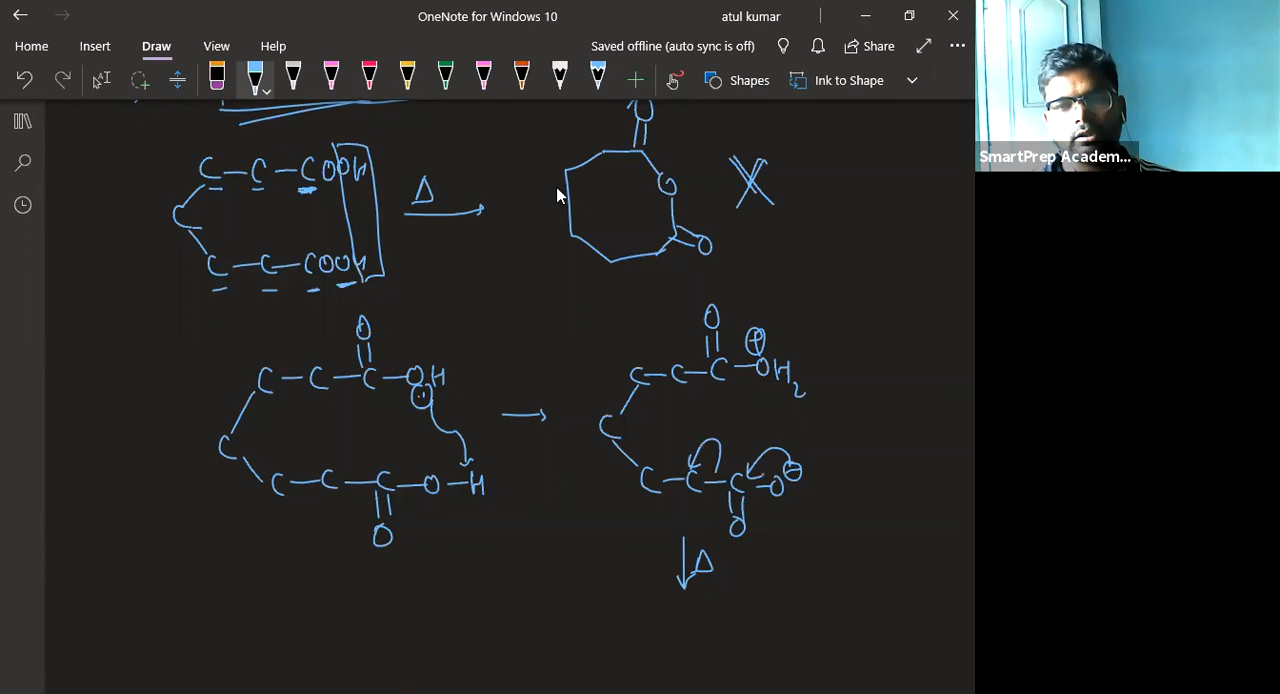 OneNote for Windows 10
atul kumar
Home Insert Draw View Help
Saved offline (auto sync is off)
Share
Shapes
Ink to Shape
SmartPrep Academ...
O
C - C - COOH
Δ
O
X
C
C - C - COOH
O
O
O
C - C - C - OH
C - C - C - OH₂
⊕
C
C
C - C - C - O - H
C - C - C - O
⊖
O
O
Δ